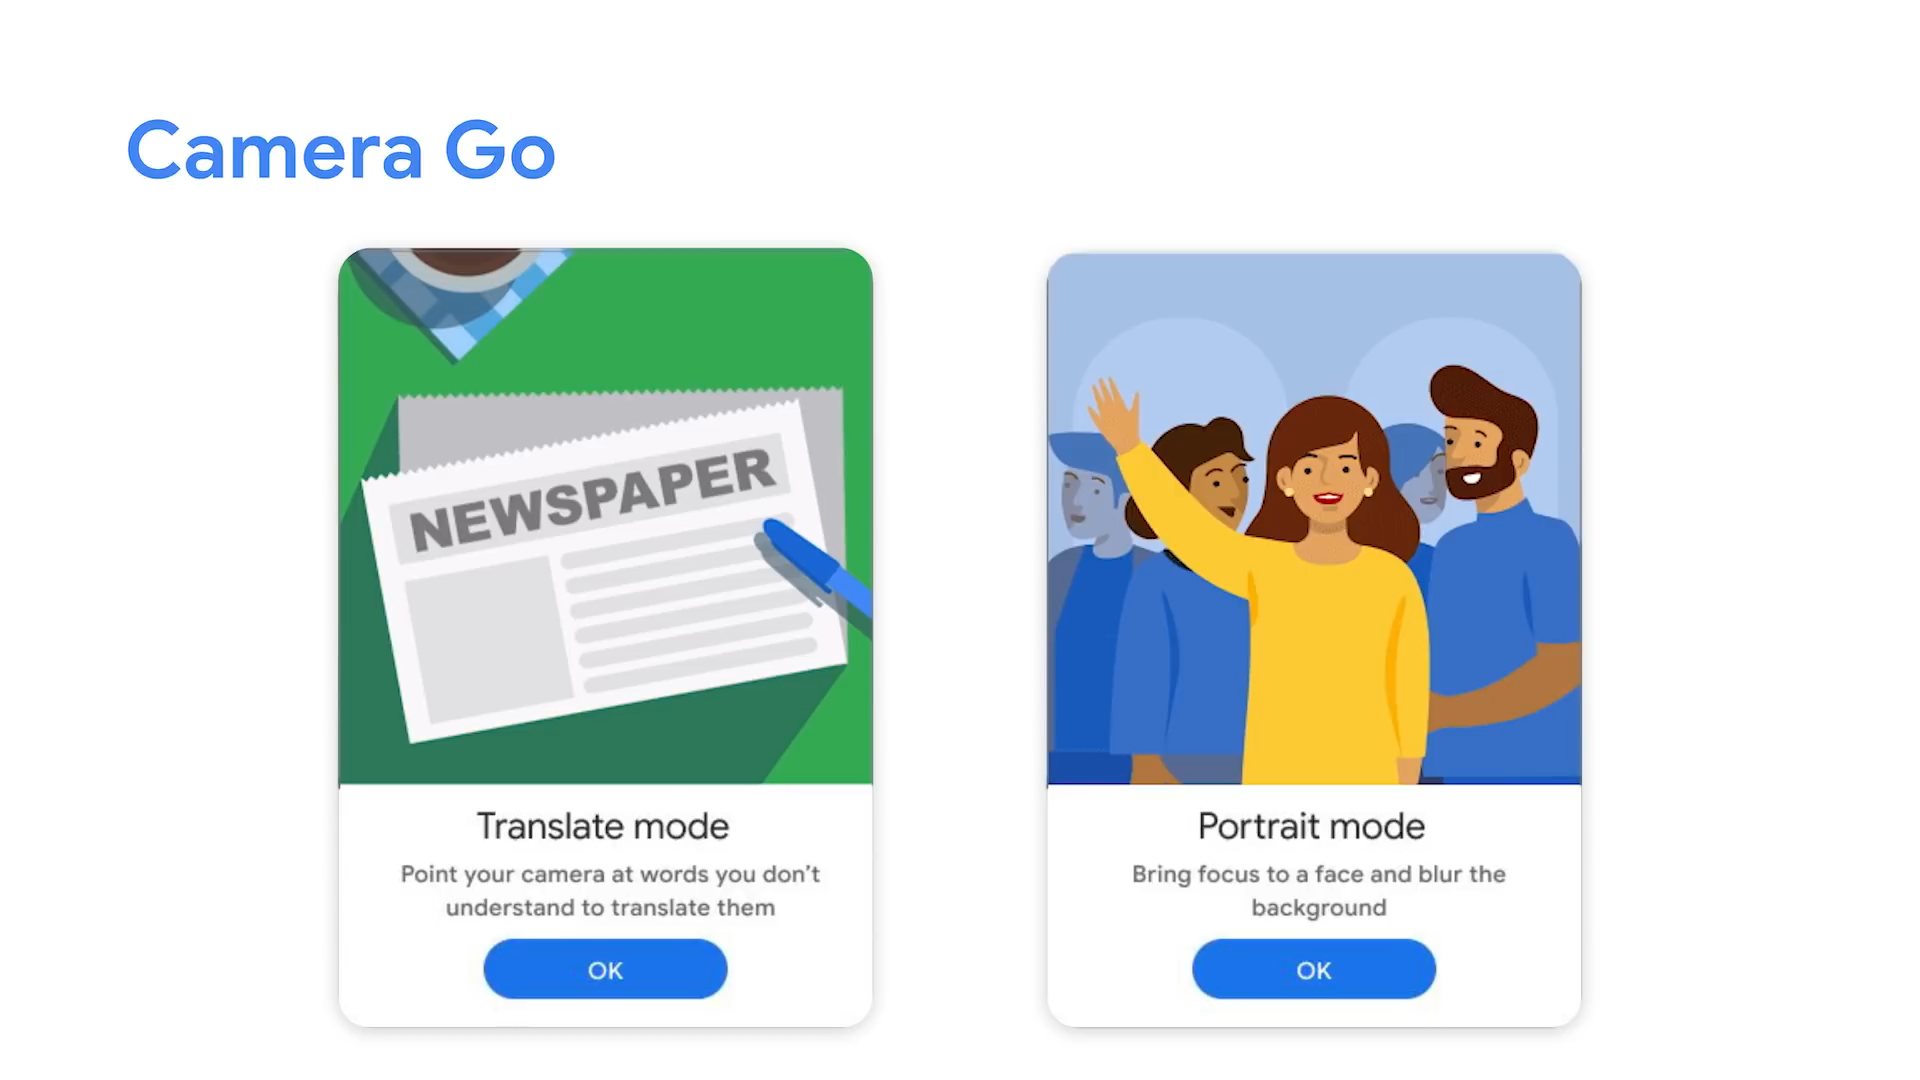 Camera Go
NEWSPAPER
Translate mode
Point your camera at words you don’t
understand to translate them
OK
Portrait mode
Bring focus to a face and blur the
background
OK